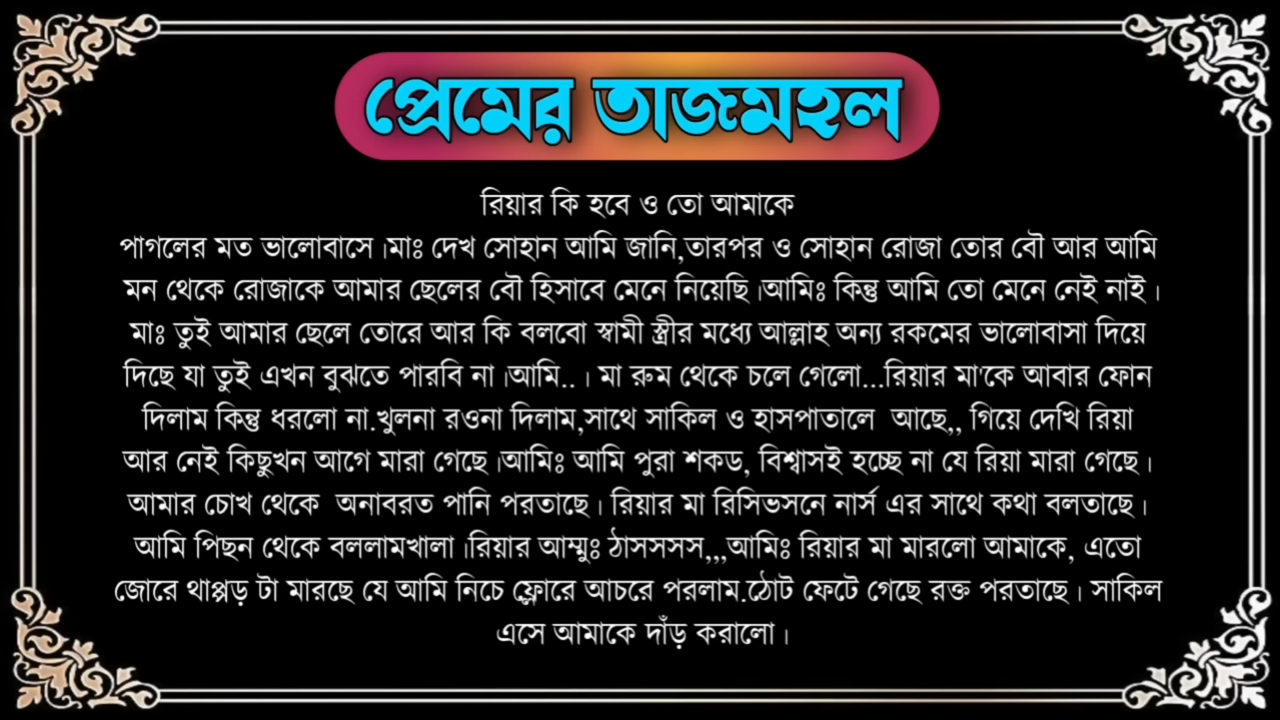 প্রেমের তাজমহল
রিয়ার কি হবে ও তো আমাকে
পাগলের মত ভালোবাসে।মাঃ দেখ সোহান আমি জানি,তারপর ও সোহান রোজা তোর বৌ আর আমি
মন থেকে রোজাকে আমার ছেলের বৌ হিসাবে মেনে নিয়েছি।আমিঃ কিন্তু আমি তো মেনে নেই নাই।
মাঃ তুই আমার ছেলে তোরে আর কি বলবো স্বামী স্ত্রীর মধ্যে আল্লাহ অন্য রকমের ভালোবাসা দিয়ে
দিছে যা তুই এখন বুঝতে পারবি না।আমি..। মা রুম থেকে চলে গেলো...রিয়ার মা'কে আবার ফোন
দিলাম কিন্তু ধরলো না.খুলনা রওনা দিলাম,সাথে সাকিল ও হাসপাতালে আছে,, গিয়ে দেখি রিয়া
আর নেই কিছুখন আগে মারা গেছে।আমিঃ আমি পুরা শকড, বিশ্বাসই হচ্ছে না যে রিয়া মারা গেছে।
আমার চোখ থেকে অনাবরত পানি পরতাছে। রিয়ার মা রিসিভসনে নার্স এর সাথে কথা বলতাছে।
আমি পিছন থেকে বললামখালা।রিয়ার আম্মুঃ ঠাসসসস,,,আমিঃ রিয়ার মা মারলো আমাকে, এতো
জোরে থাপ্পড় টা মারছে যে আমি নিচে ফ্লোরে আচরে পরলাম.ঠোট ফেটে গেছে রক্ত পরতাছে। সাকিল
এসে আমাকে দাঁড় করালো।